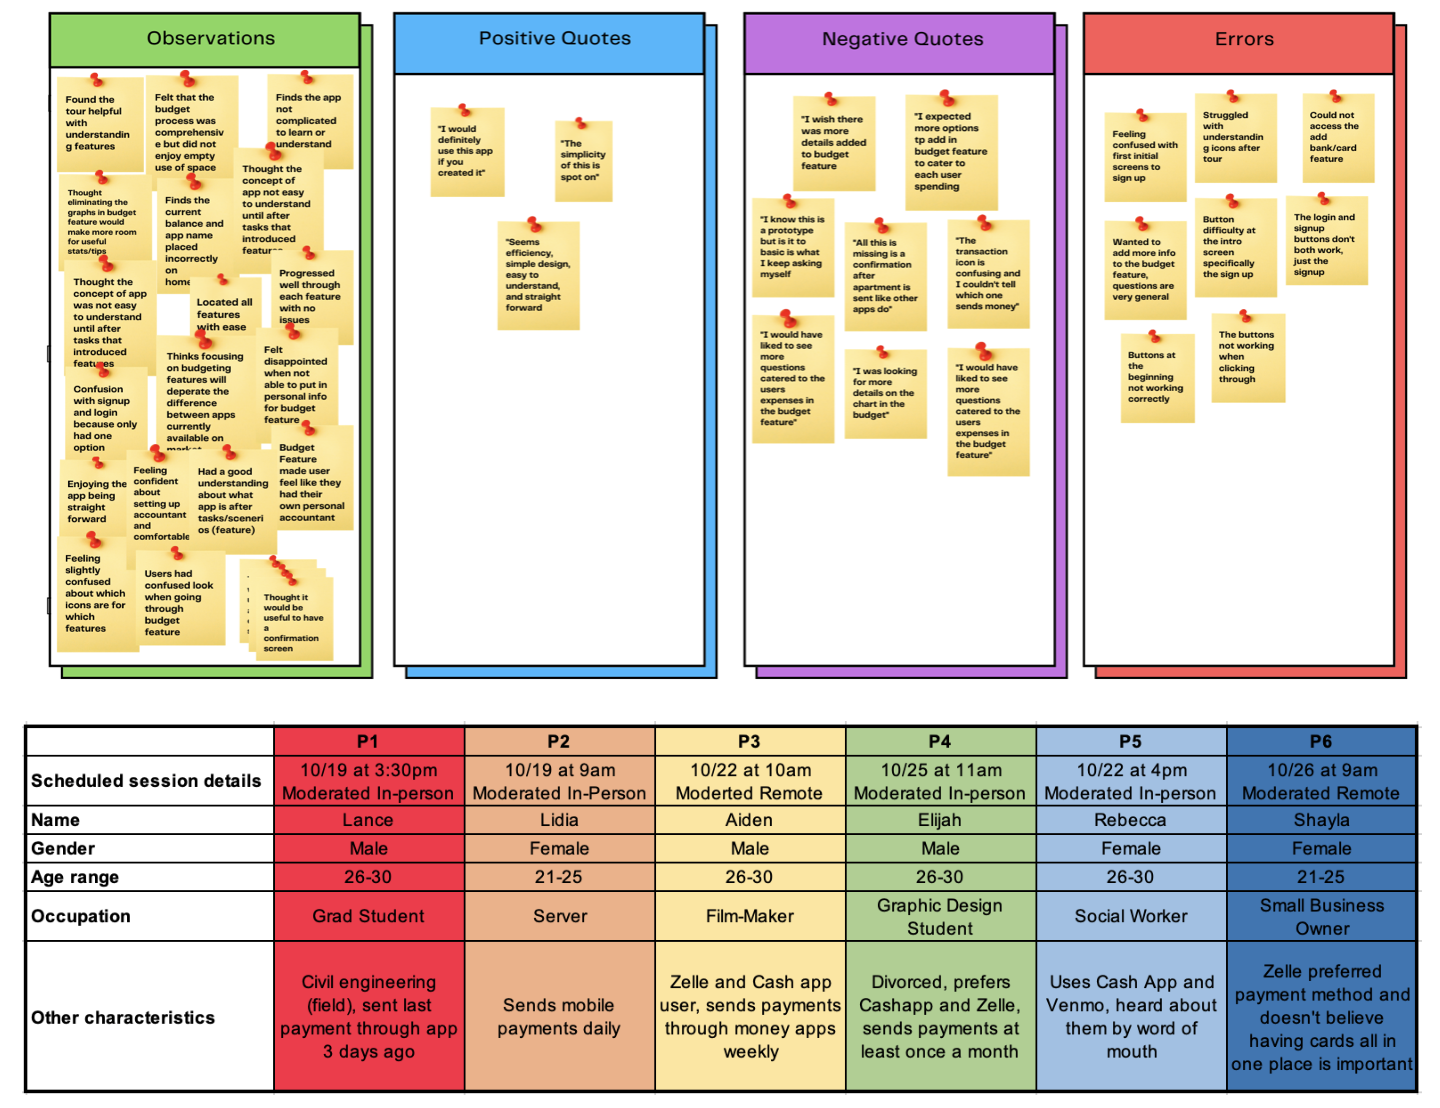 Observations
Found the
tour helpful
with
understandin
g features
Felt that the
budget
process was
comprehensiv
e but did not
enjoy empty
use of space
Finds the app
not
complicated
to learn or
understand
Thought
eliminating the
graphs in budget
feature would
make more room
for useful
stats/tips
Finds the
current
balance and
app name
placed
incorrectly
on
home
Thought the
concept of
app not easy
to understand
until after
tasks that
introduced
features
Thought the
concept of app
was not easy
to understand
until after
tasks that
introduced
features
Located all
features
with ease
Progressed
well through
each feature
with no
issues
Confusion
with signup
and login
because only
had one
option
Thinks focusing
on budgeting
features will
deperate the
difference
between apps
currently
available on
market
Felt
disappointed
when not
able to put in
personal info
for budget
feature
Enjoying the
app being
straight
forward
Feeling
confident
about
setting up
accountant
and
comfortable
Had a good
understanding
about what
app is after
tasks/sceneri
os (feature)
Budget
Feature
made user
feel like they
had their
own personal
accountant
Feeling
slightly
confused
about which
icons are for
which
features
Users had
confused look
when going
through
budget
feature
Thought it
would be
useful to have
a
confirmation
screen
Positive Quotes
"I would
definitely
use this app
if you
created it"
"The
simplicity
of this is
spot on"
"Seems
efficiency,
simple design,
easy to
understand,
and straight
forward
Negative Quotes
"I wish there
was more
details added
to budget
feature
"I expected
more options
tp add in
budget feature
to cater to
each user
spending
"I know this is
a prototype
but is it to
basic is what
I keep asking
myself
"All this is
missing is a
confirmation
after
apartment is
sent like other
apps do"
"The
transaction
icon is
confusing and
I couldn't tell
which one
sends money"
"I would have
liked to see
more
questions
catered to the
users
expenses in
the budget
feature"
"I was looking
for more
details on the
chart in the
budget"
"I would have
liked to see
more
questions
catered to the
users
expenses in
the budget
feature"
Errors
Feeling
confused with
first initial
screens to
sign up
Struggled
with
understandin
g icons after
tour
Could not
access the
add
bank/card
feature
Wanted to
add more info
to the budget
feature,
questions are
very general
Button
difficulty at
the intro
screen
specifically
the sign up
The login and
signup
buttons don't
both work,
just the
signup
Buttons at
the
beginning
not working
correctly
The buttons
not working
when
clicking
through
P1 P2 P3 P4 P5 P6
Scheduled session details
10/19 at 3:30pm
Moderated In-person
10/19 at 9am
Moderated In-Person
10/22 at 10am
Moderted Remote
10/25 at 11am
Moderated In-person
10/22 at 4pm
Moderated In-person
10/26 at 9am
Moderated Remote
Name Lance Lidia Aiden Elijah Rebecca Shayla
Gender Male Female Male Male Female Female
Age range 26-30 21-25 26-30 26-30 26-30 21-25
Occupation
Grad Student
Server
Film-Maker
Graphic Design
Student
Social Worker
Small Business
Owner
Other characteristics
Civil engineering
(field), sent last
payment through app
3 days ago
Sends mobile
payments daily
Zelle and Cash app
user, sends payments
through money apps
weekly
Divorced, prefers
Cashapp and Zelle,
sends payments at
least once a month
Uses Cash App and
Venmo, heard about
them by word of
mouth
Zelle preferred
payment method and
doesn't believe
having cards all in
one place is important